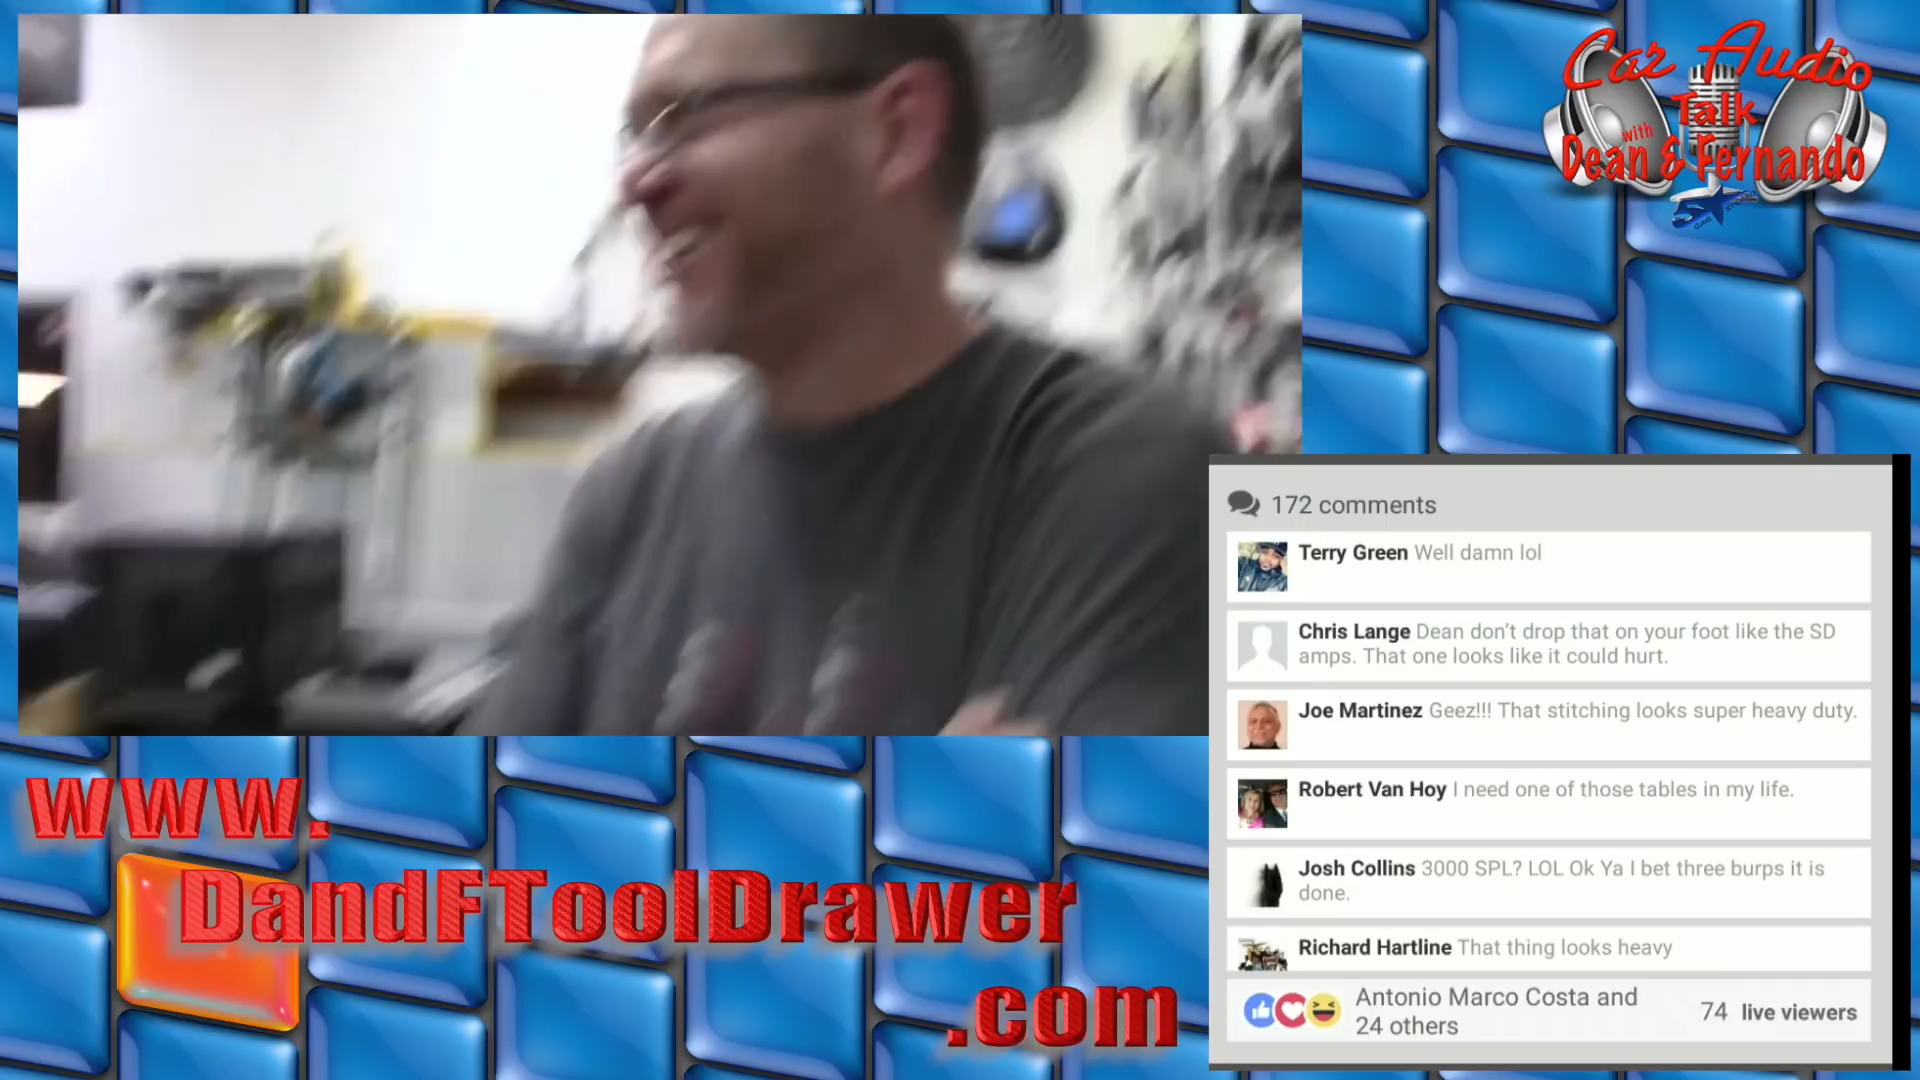 Car Audio
Talk
with
Dean & Fernando
172 comments
Terry Green Well damn lol
Chris Lange Dean don't drop that on your foot like the SD
amps. That one looks like it could hurt.
Joe Martinez Geez!!! That stitching looks super heavy duty.
Robert Van Hoy I need one of those tables in my life.
Josh Collins 3000 SPL? LOL Ok Ya I bet three burps it is
done.
Richard Hartline That thing looks heavy
Antonio Marco Costa and
24 others
74 live viewers
www.
DandFToolDrawer
.com